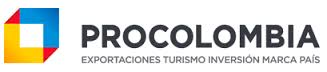 PROCOLOMBIA
EXPORTACIONES TURISMO INVERSIÓN MARCA PAÍS